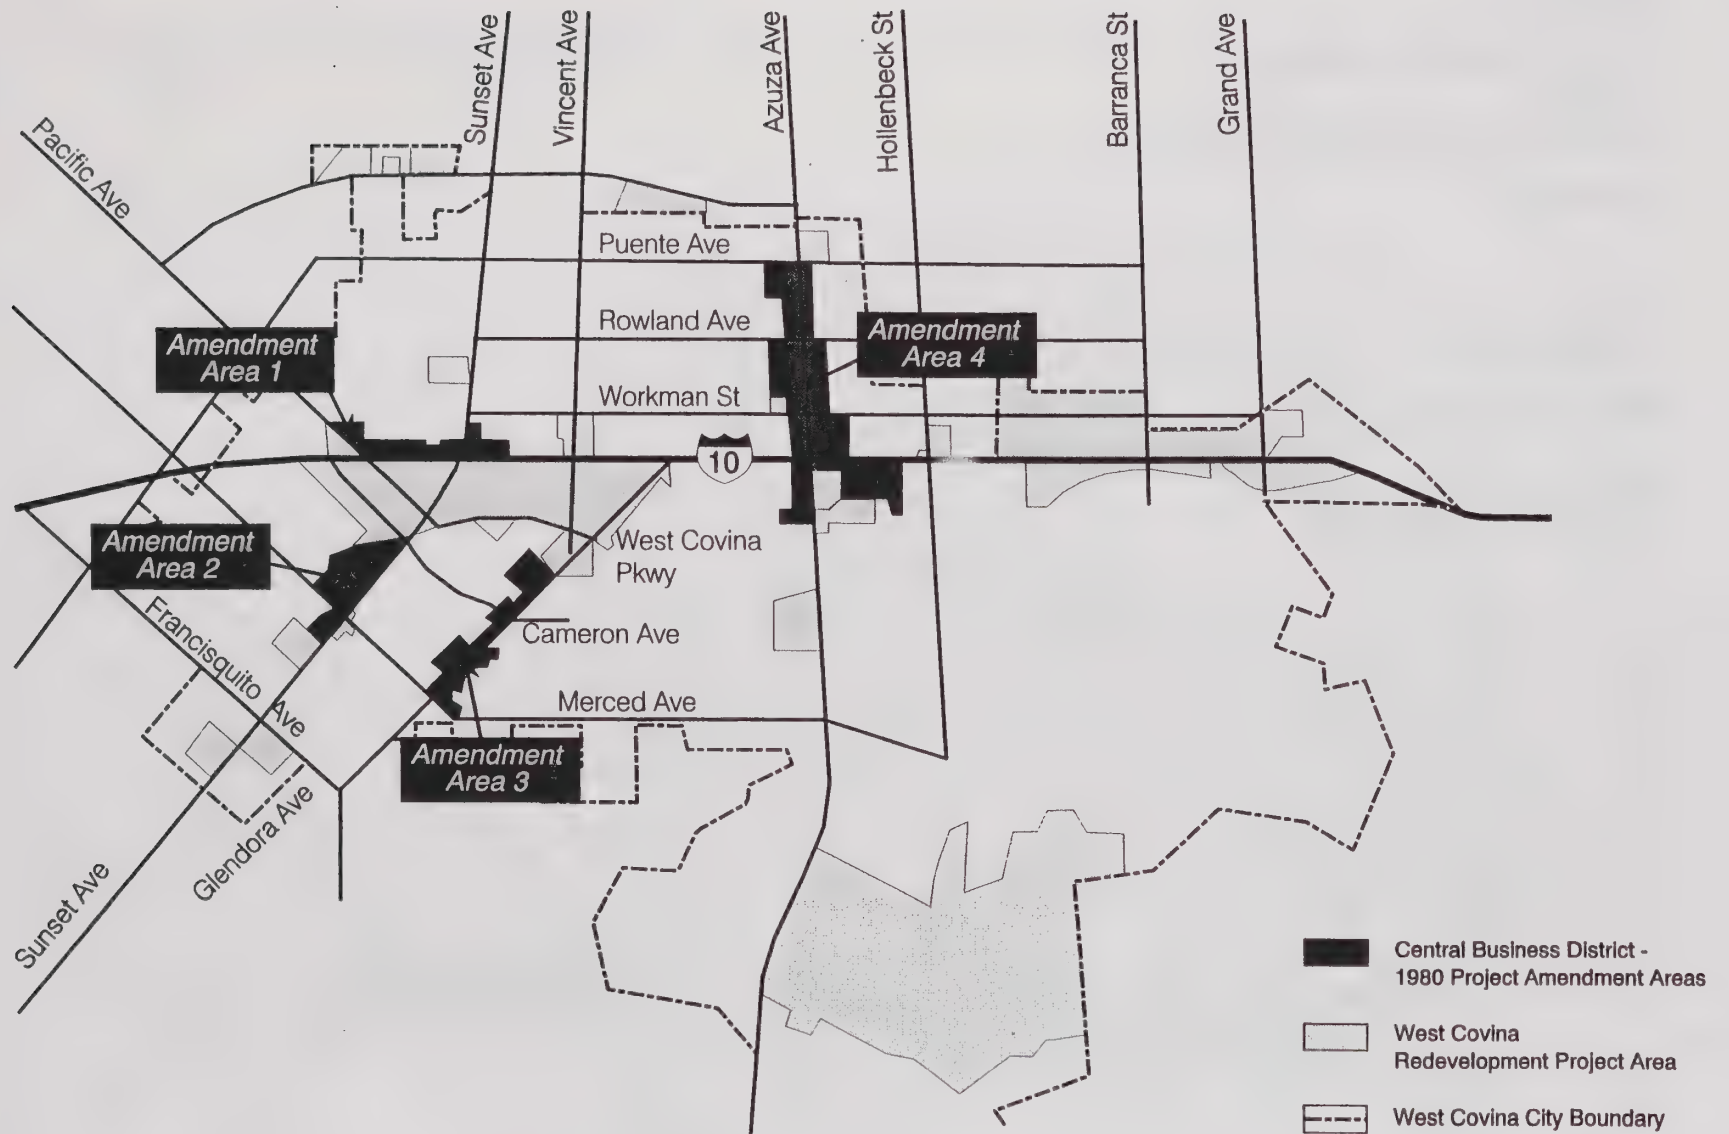 Sunset Ave
Vincent Ave
Azuza Ave
Hollenbeck St
Barranca St
Grand Ave
Pacific Ave
Puente Ave
Rowland Ave
Amendment
Area 1
Amendment
Area 4
Workman St
10
Amendment
Area 2
West Covina
Pkwy
Francisquito Ave
Cameron Ave
Merced Ave
Amendment
Area 3
Glendora Ave
Sunset Ave
Central Business District -
1980 Project Amendment Areas
West Covina
Redevelopment Project Area
West Covina City Boundary